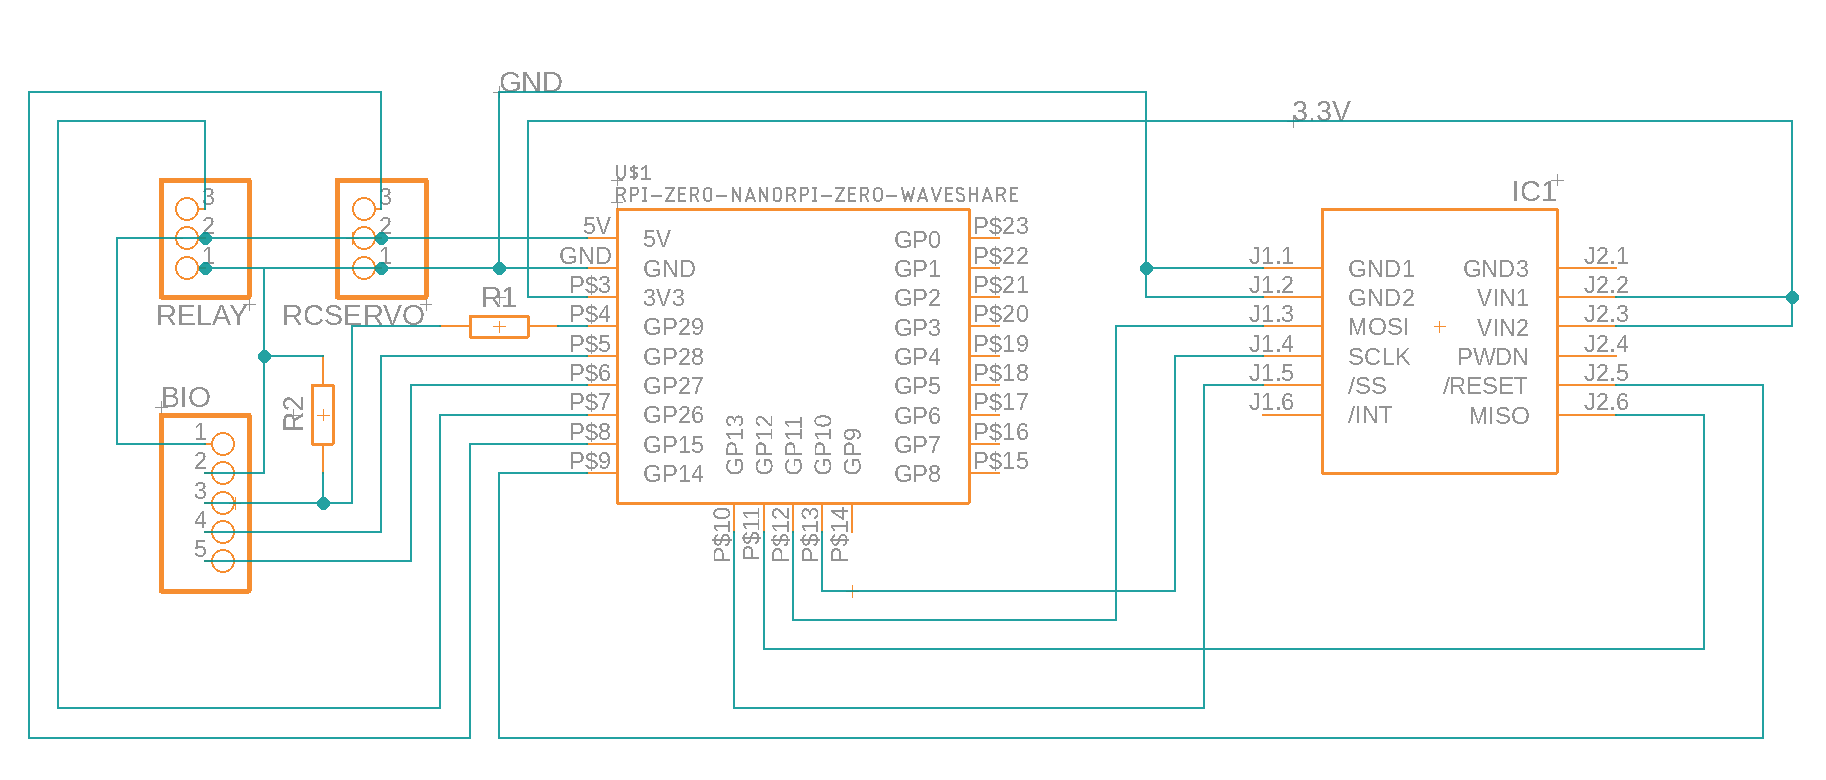 GND
3.3V
U$1
RPI-ZERO-NANORPI-ZERO-WAVESHARE
IC1
3
2
1
RELAY
3
2
1
RCSERVO
R1
R2
BIO
1
2
3
4
5
5V
GND
P$3
P$4
P$5
P$6
P$7
P$8
P$9
5V
GND
3V3
GP29
GP28
GP27
GP26
GP15
GP14
GP13
GP12
GP11
GP10
GP9
P$10
P$11
P$12
P$13
P$14
GP0
GP1
GP2
GP3
GP4
GP5
GP6
GP7
GP8
P$23
P$22
P$21
P$20
P$19
P$18
P$17
P$16
P$15
J1.1
J1.2
J1.3
J1.4
J1.5
J1.6
GND1
GND2
MOSI
SCLK
/SS
/INT
GND3
VIN1
VIN2
PWDN
/RESET
MISO
J2.1
J2.2
J2.3
J2.4
J2.5
J2.6